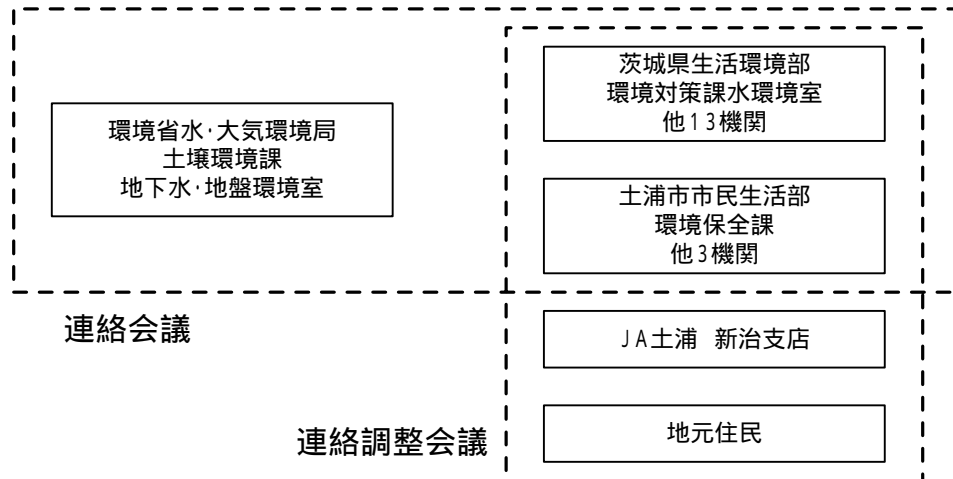 環境省水･大気環境局
土壌環境課
地下水･地盤環境室
茨城県生活環境部
環境対策課水環境室
他13機関
土浦市市民生活部
環境保全課
他3機関
連絡会議
JA土浦 新治支店
連絡調整会議
地元住民